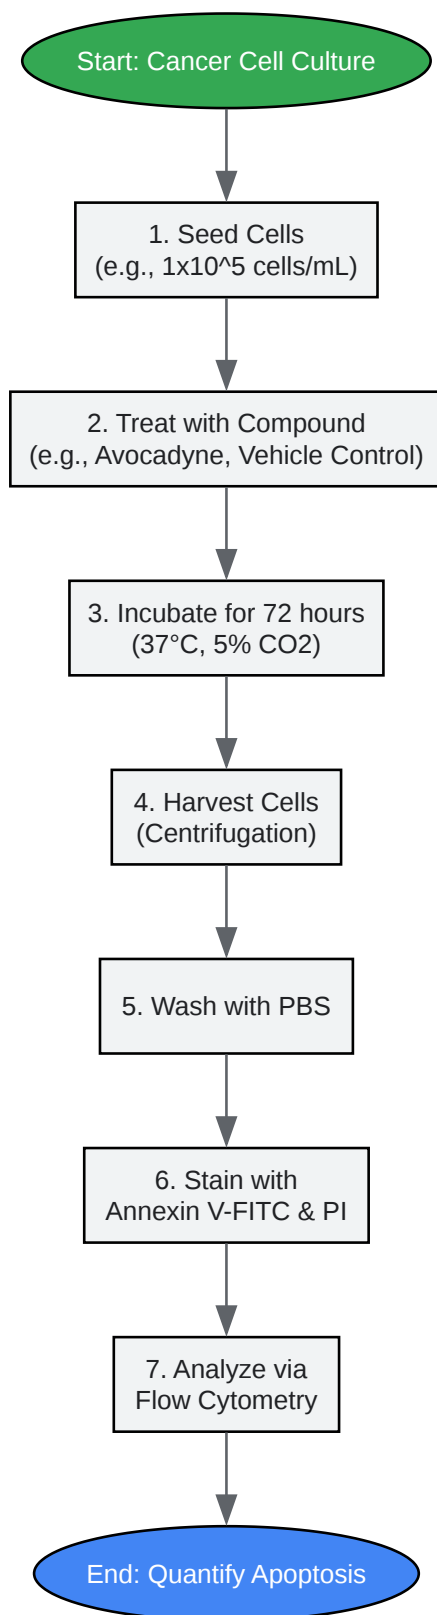 Start: Cancer Cell Culture
1. Seed Cells
(e.g., 1x10^5 cells/mL)
2. Treat with Compound
(e.g., Avocadyne, Vehicle Control)
3. Incubate for 72 hours
(37°C, 5% CO2)
4. Harvest Cells
(Centrifugation)
5. Wash with PBS
6. Stain with
Annexin V-FITC & PI
7. Analyze via
Flow Cytometry
End: Quantify Apoptosis